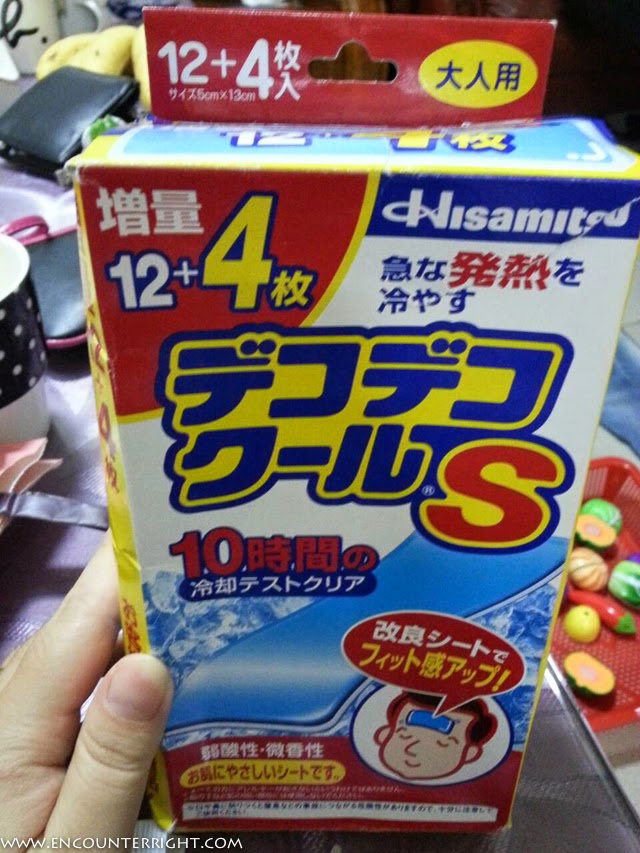 12+4枚入
サイズ5cm×13cm
大人用
12+4枚
増量
12+4枚
Hisamitsu
急な発熱を
冷やす
デコデコ
クール®S
10時間の
冷却テストクリア
改良シートで
フィット感アップ!
弱酸性・微香性
お肌にやさしいシートです。
WWW.ENCOUNTERRIGHT.COM